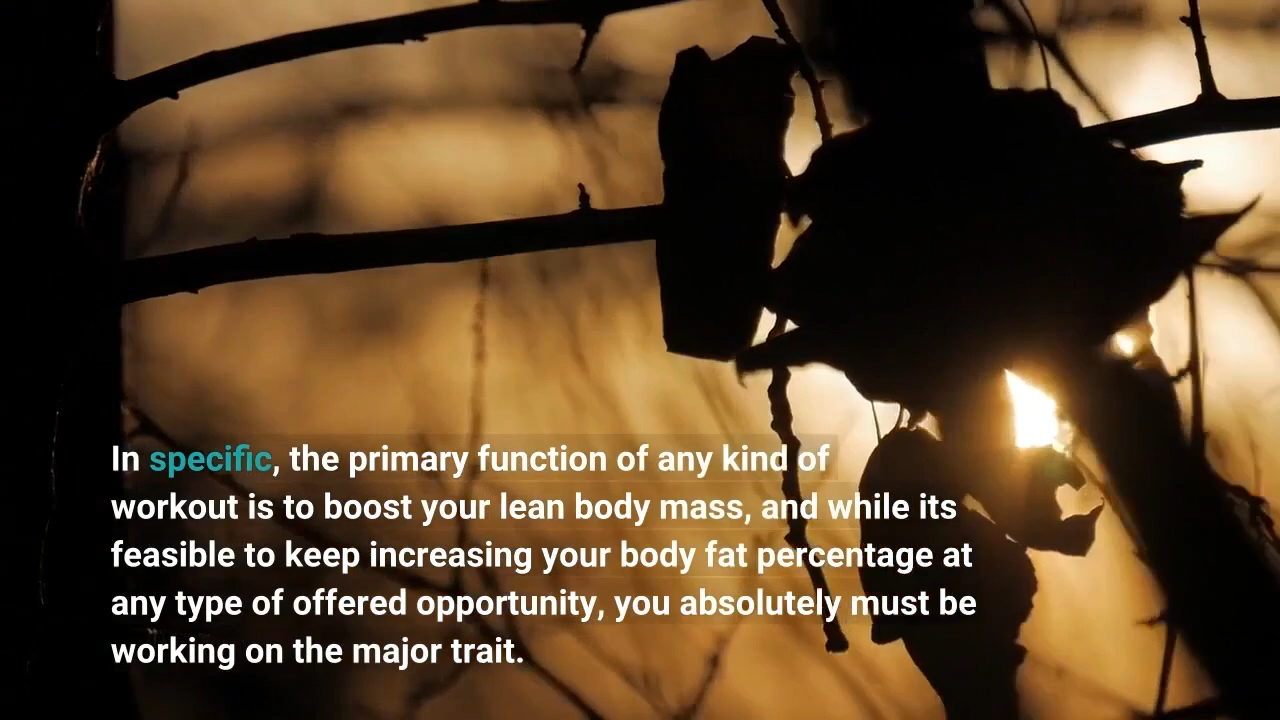 In specific, the primary function of any kind of
workout is to boost your lean body mass, and while its
feasible to keep increasing your body fat percentage at
any type of offered opportunity, you absolutely must be
working on the major trait.